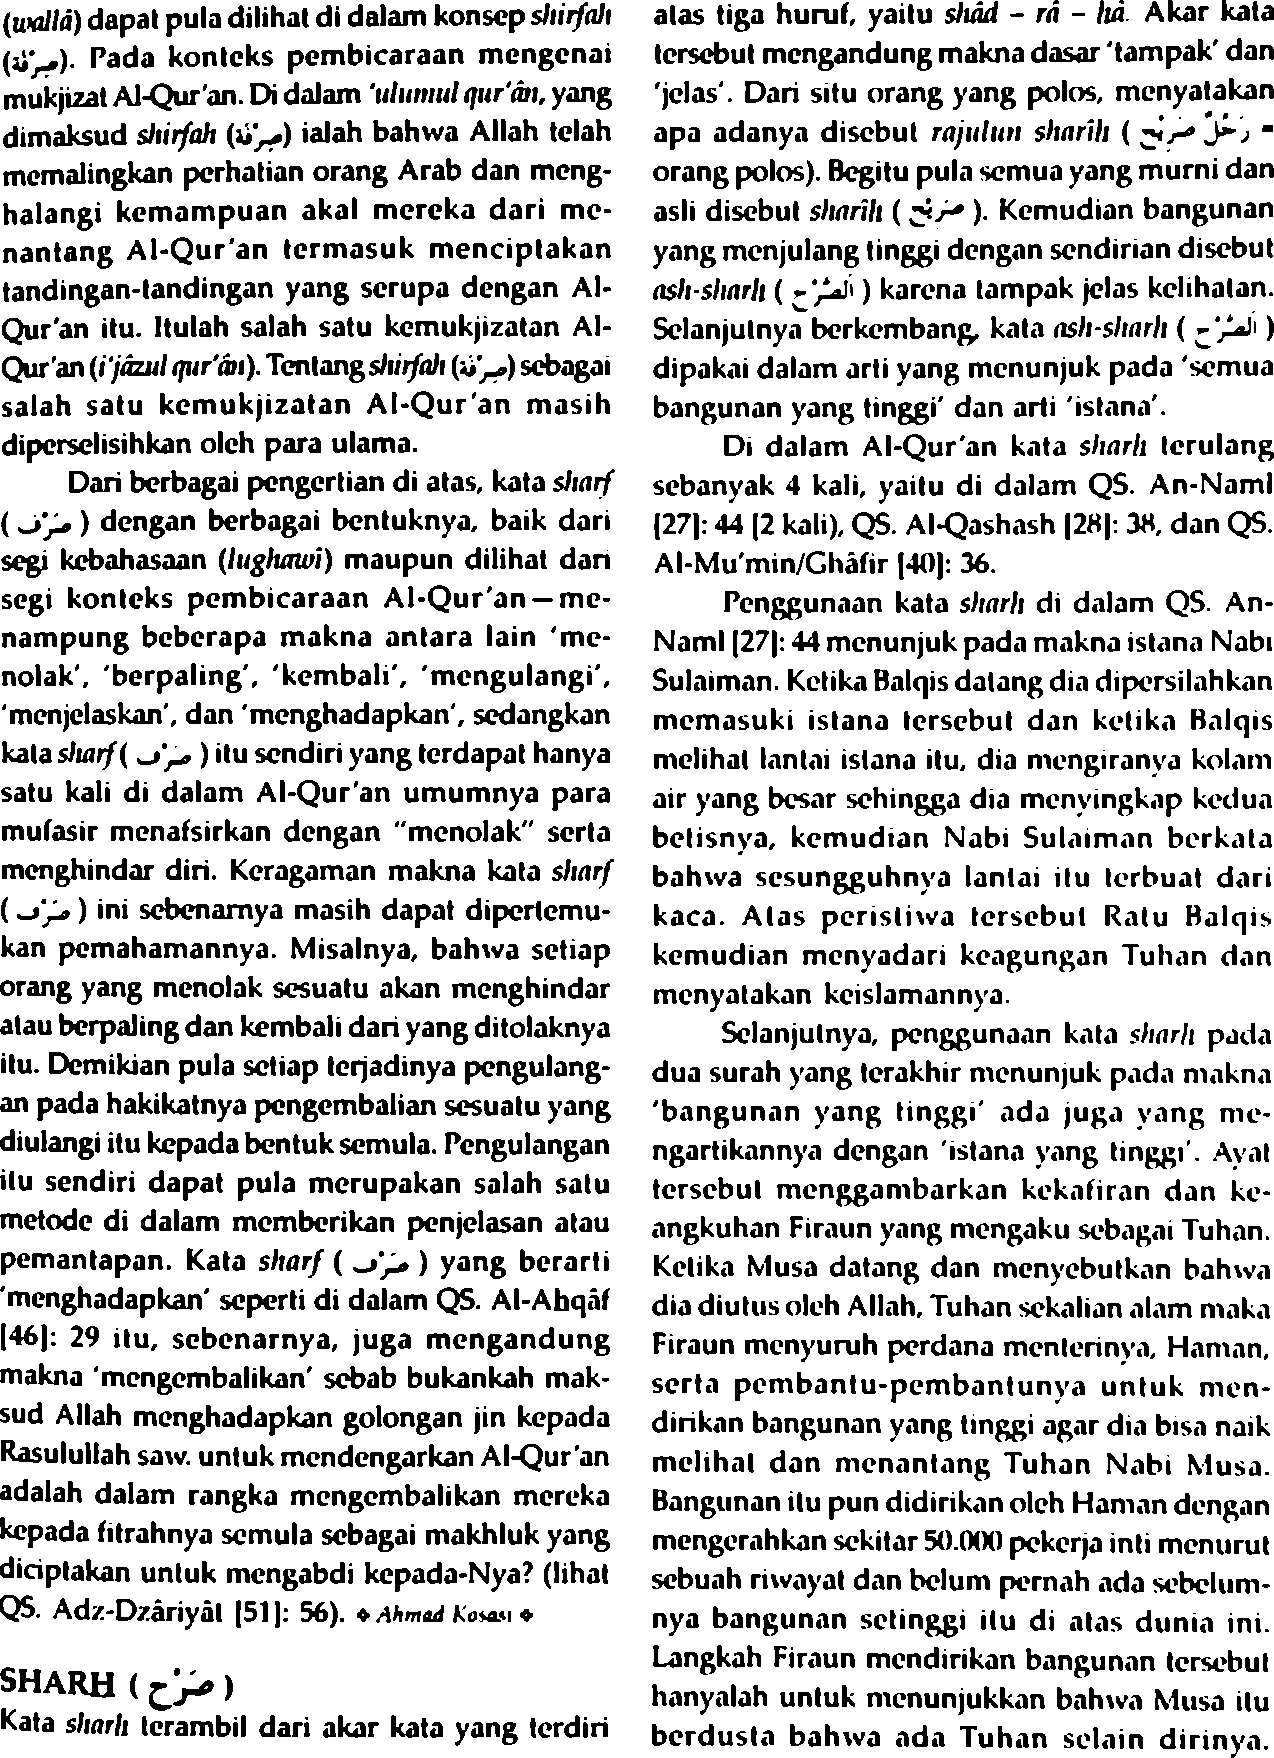 (wallâ) dapat pula dilihat di dalam konsep shirfah
(صِرْفَة). Pada konteks pembicaraan mengenai
mukjizat Al-Qur'an. Di dalam 'ulumul qur'ân, yang
dimaksud shirfah (صِرْفَة) ialah bahwa Allah telah
memalingkan perhatian orang Arab dan meng-
halangi kemampuan akal mereka dari me-
nantang Al-Qur'an termasuk menciptakan
tandingan-tandingan yang serupa dengan Al-
Qur'an itu. Itulah salah satu kemukjizatan Al-
Qur'an (i'jâzul qur'ân). Tentang shirfah (صِرْفَة) sebagai
salah satu kemukjizatan Al-Qur'an masih
diperselisihkan oleh para ulama.
Dari berbagai pengertian di atas, kata sharf
( صَرْف ) dengan berbagai bentuknya, baik dari
segi kebahasaan (lughawî) maupun dilihat dari
segi konteks pembicaraan Al-Qur'an—me-
nampung beberapa makna antara lain 'me-
nolak', 'berpaling', 'kembali', 'mengulangi',
'menjelaskan', dan 'menghadapkan', sedangkan
kata sharf ( صَرْف ) itu sendiri yang terdapat hanya
satu kali di dalam Al-Qur'an umumnya para
mufasir menafsirkan dengan "menolak" serta
menghindar diri. Keragaman makna kata sharf
( صَرْف ) ini sebenarnya masih dapat dipertemu-
kan pemahamannya. Misalnya, bahwa setiap
orang yang menolak sesuatu akan menghindar
atau berpaling dan kembali dari yang ditolaknya
itu. Demikian pula setiap terjadinya pengulang-
an pada hakikatnya pengembalian sesuatu yang
diulangi itu kepada bentuk semula. Pengulangan
itu sendiri dapat pula merupakan salah satu
metode di dalam memberikan penjelasan atau
pemantapan. Kata sharf ( صَرْف ) yang berarti
'menghadapkan' seperti di dalam QS. Al-Ahqâf
[46]: 29 itu, sebenarnya, juga mengandung
makna 'mengembalikan' sebab bukankah mak-
sud Allah menghadapkan golongan jin kepada
Rasulullah saw. untuk mendengarkan Al-Qur'an
adalah dalam rangka mengembalikan mereka
kepada fitrahnya semula sebagai makhluk yang
diciptakan untuk mengabdi kepada-Nya? (lihat
QS. Adz-Dzâriyât [51]: 56). ◆ Ahmad Kosasi ◆
SHARH ( صَرْح )
Kata sharh terambil dari akar kata yang terdiri
atas tiga huruf, yaitu shâd – râ – hâ. Akar kata
tersebut mengandung makna dasar 'tampak' dan
'jelas'. Dari situ orang yang polos, menyatakan
apa adanya disebut rajulun sharîh ( رَجُلٌ صَرِيْح =
orang polos). Begitu pula semua yang murni dan
asli disebut sharîh ( صَرِيْح ). Kemudian bangunan
yang menjulang tinggi dengan sendirian disebut
ash-sharh ( اَلصَّرْح ) karena tampak jelas kelihatan.
Selanjutnya berkembang, kata ash-sharh ( اَلصَّرْح )
dipakai dalam arti yang menunjuk pada 'semua
bangunan yang tinggi' dan arti 'istana'.
Di dalam Al-Qur'an kata sharh terulang
sebanyak 4 kali, yaitu di dalam QS. An-Naml
[27]: 44 [2 kali), QS. Al-Qashash [28]: 38, dan QS.
Al-Mu'min/Ghâfir [40]: 36.
Penggunaan kata sharh di dalam QS. An-
Naml [27]: 44 menunjuk pada makna istana Nabi
Sulaiman. Ketika Balqis datang dia dipersilahkan
memasuki istana tersebut dan ketika Balqis
melihat lantai istana itu, dia mengiranya kolam
air yang besar sehingga dia menyingkap kedua
betisnya, kemudian Nabi Sulaiman berkata
bahwa sesungguhnya lantai itu terbuat dari
kaca. Atas peristiwa tersebut Ratu Balqis
kemudian menyadari keagungan Tuhan dan
menyatakan keislamannya.
Selanjutnya, penggunaan kata sharh pada
dua surah yang terakhir menunjuk pada makna
'bangunan yang tinggi' ada juga yang me-
ngartikannya dengan 'istana yang tinggi'. Ayat
tersebut menggambarkan kekafiran dan ke-
angkuhan Firaun yang mengaku sebagai Tuhan.
Ketika Musa datang dan menyebutkan bahwa
dia diutus oleh Allah, Tuhan sekalian alam maka
Firaun menyuruh perdana menterinya, Haman,
serta pembantu-pembantunya untuk men-
dirikan bangunan yang tinggi agar dia bisa naik
melihat dan menantang Tuhan Nabi Musa.
Bangunan itu pun didirikan oleh Haman dengan
mengerahkan sekitar 50.000 pekerja inti menurut
sebuah riwayat dan belum pernah ada sebelum-
nya bangunan setinggi itu di atas dunia ini.
Langkah Firaun mendirikan bangunan tersebut
hanyalah untuk menunjukkan bahwa Musa itu
berdusta bahwa ada Tuhan selain dirinya.